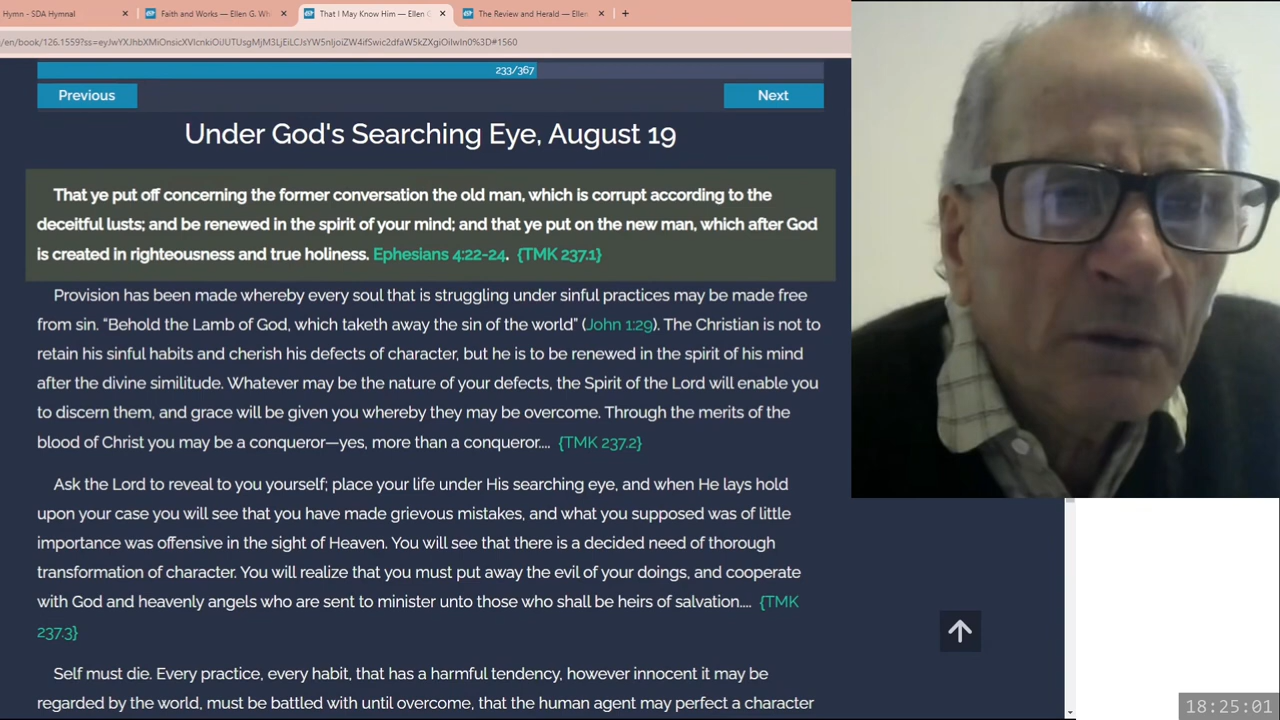 Hymn - SDA Hymnal
Faith and Works — Ellen G. Wh
That I May Know Him — Ellen G
The Review and Herald — Ellen
233/367
Previous
Next
Under God's Searching Eye, August 19
That ye put off concerning the former conversation the old man, which is corrupt according to the
deceitful lusts; and be renewed in the spirit of your mind; and that ye put on the new man, which after God
is created in righteousness and true holiness. Ephesians 4:22-24. {TMK 237.1}
Provision has been made whereby every soul that is struggling under sinful practices may be made free
from sin. “Behold the Lamb of God, which taketh away the sin of the world” (John 1:29). The Christian is not to
retain his sinful habits and cherish his defects of character, but he is to be renewed in the spirit of his mind
after the divine similitude. Whatever may be the nature of your defects, the Spirit of the Lord will enable you
to discern them, and grace will be given you whereby they may be overcome. Through the merits of the
blood of Christ you may be a conqueror—yes, more than a conqueror.... {TMK 237.2}
Ask the Lord to reveal to you yourself; place your life under His searching eye, and when He lays hold
upon your case you will see that you have made grievous mistakes, and what you supposed was of little
importance was offensive in the sight of Heaven. You will see that there is a decided need of thorough
transformation of character. You will realize that you must put away the evil of your doings, and cooperate
with God and heavenly angels who are sent to minister unto those who shall be heirs of salvation.... {TMK
237.3}
Self must die. Every practice, every habit, that has a harmful tendency, however innocent it may be
regarded by the world, must be battled with until overcome, that the human agent may perfect a character
18:25:01